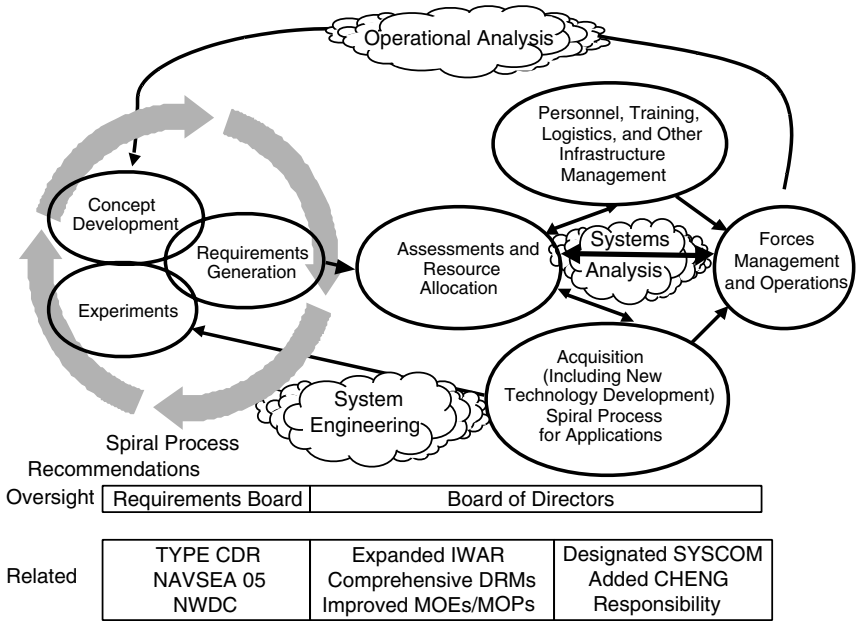 Operational Analysis
Personnel, Training,
Logistics, and Other
Infrastructure
Management
Concept
Development
Requirements
Generation
Experiments
Assessments and
Resource
Allocation
Systems
Analysis
Forces
Management
and Operations
Acquisition
(Including New
Technology Development)
Spiral Process
for Applications
System
Engineering
Spiral Process
Recommendations
Oversight Requirements Board Board of Directors
TYPE CDR Expanded IWAR Designated SYSCOM
Related NAVSEA 05 Comprehensive DRMs Added CHENG
NWDC Improved MOEs/MOPs Responsibility